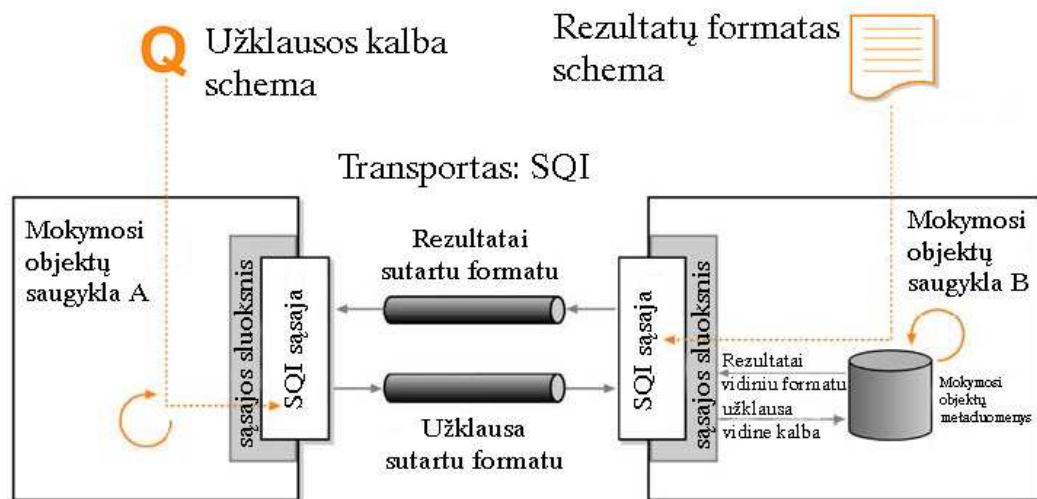 Q
Užklausos kalba
schema
Rezultatų formatas
schema
Transportas: SQI
Mokymosi
objektų
saugykla A
sąsajos sluoksnis
SQI sąsaja
Rezultatai
sutartu formatu
Užklausa
sutartu formatu
SQI sąsaja
sąsajos sluoksnis
Mokymosi
objektų
saugykla B
Rezultatai
vidiniu formatu
užklausa
vidine kalba
Mokymosi
objektų
metaduomenys